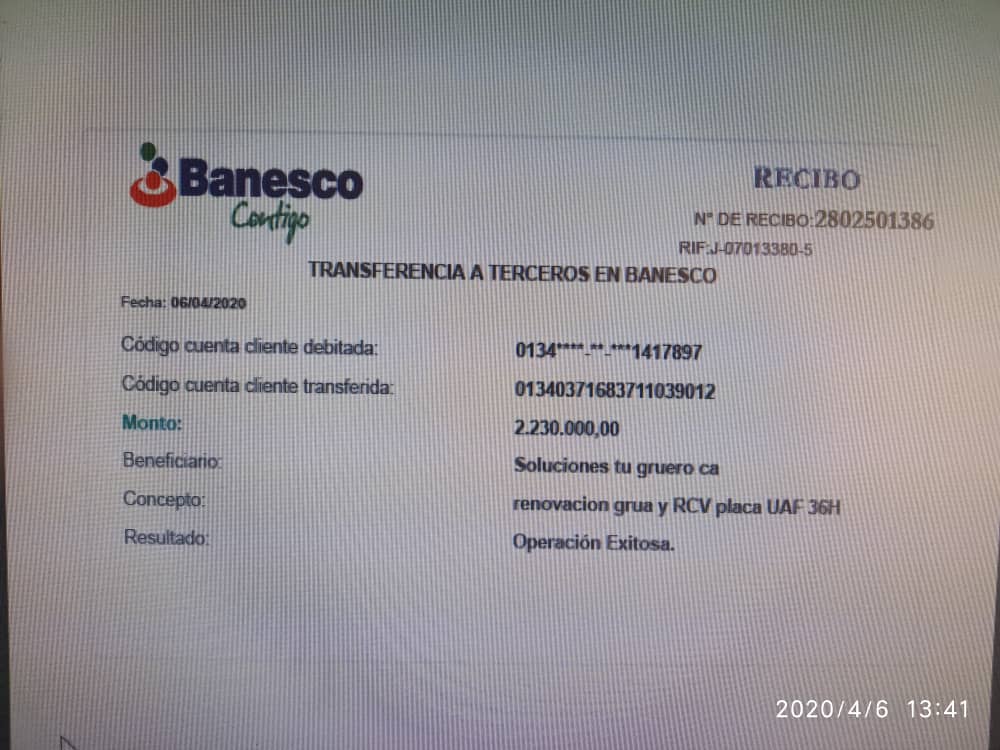 Banesco
Contigo
RECIBO
N° DE RECIBO:2802501386
RIF:J-07013380-5
TRANSFERENCIA A TERCEROS EN BANESCO
Fecha: 06/04/2020
Código cuenta cliente debitada: 0134****-**-***1417897
Código cuenta cliente transferida: 01340371683711039012
Monto: 2.230.000,00
Beneficiario: Soluciones tu gruero ca
Concepto: renovacion grua y RCV placa UAF 36H
Resultado: Operación Exitosa.
2020/4/6 13:41